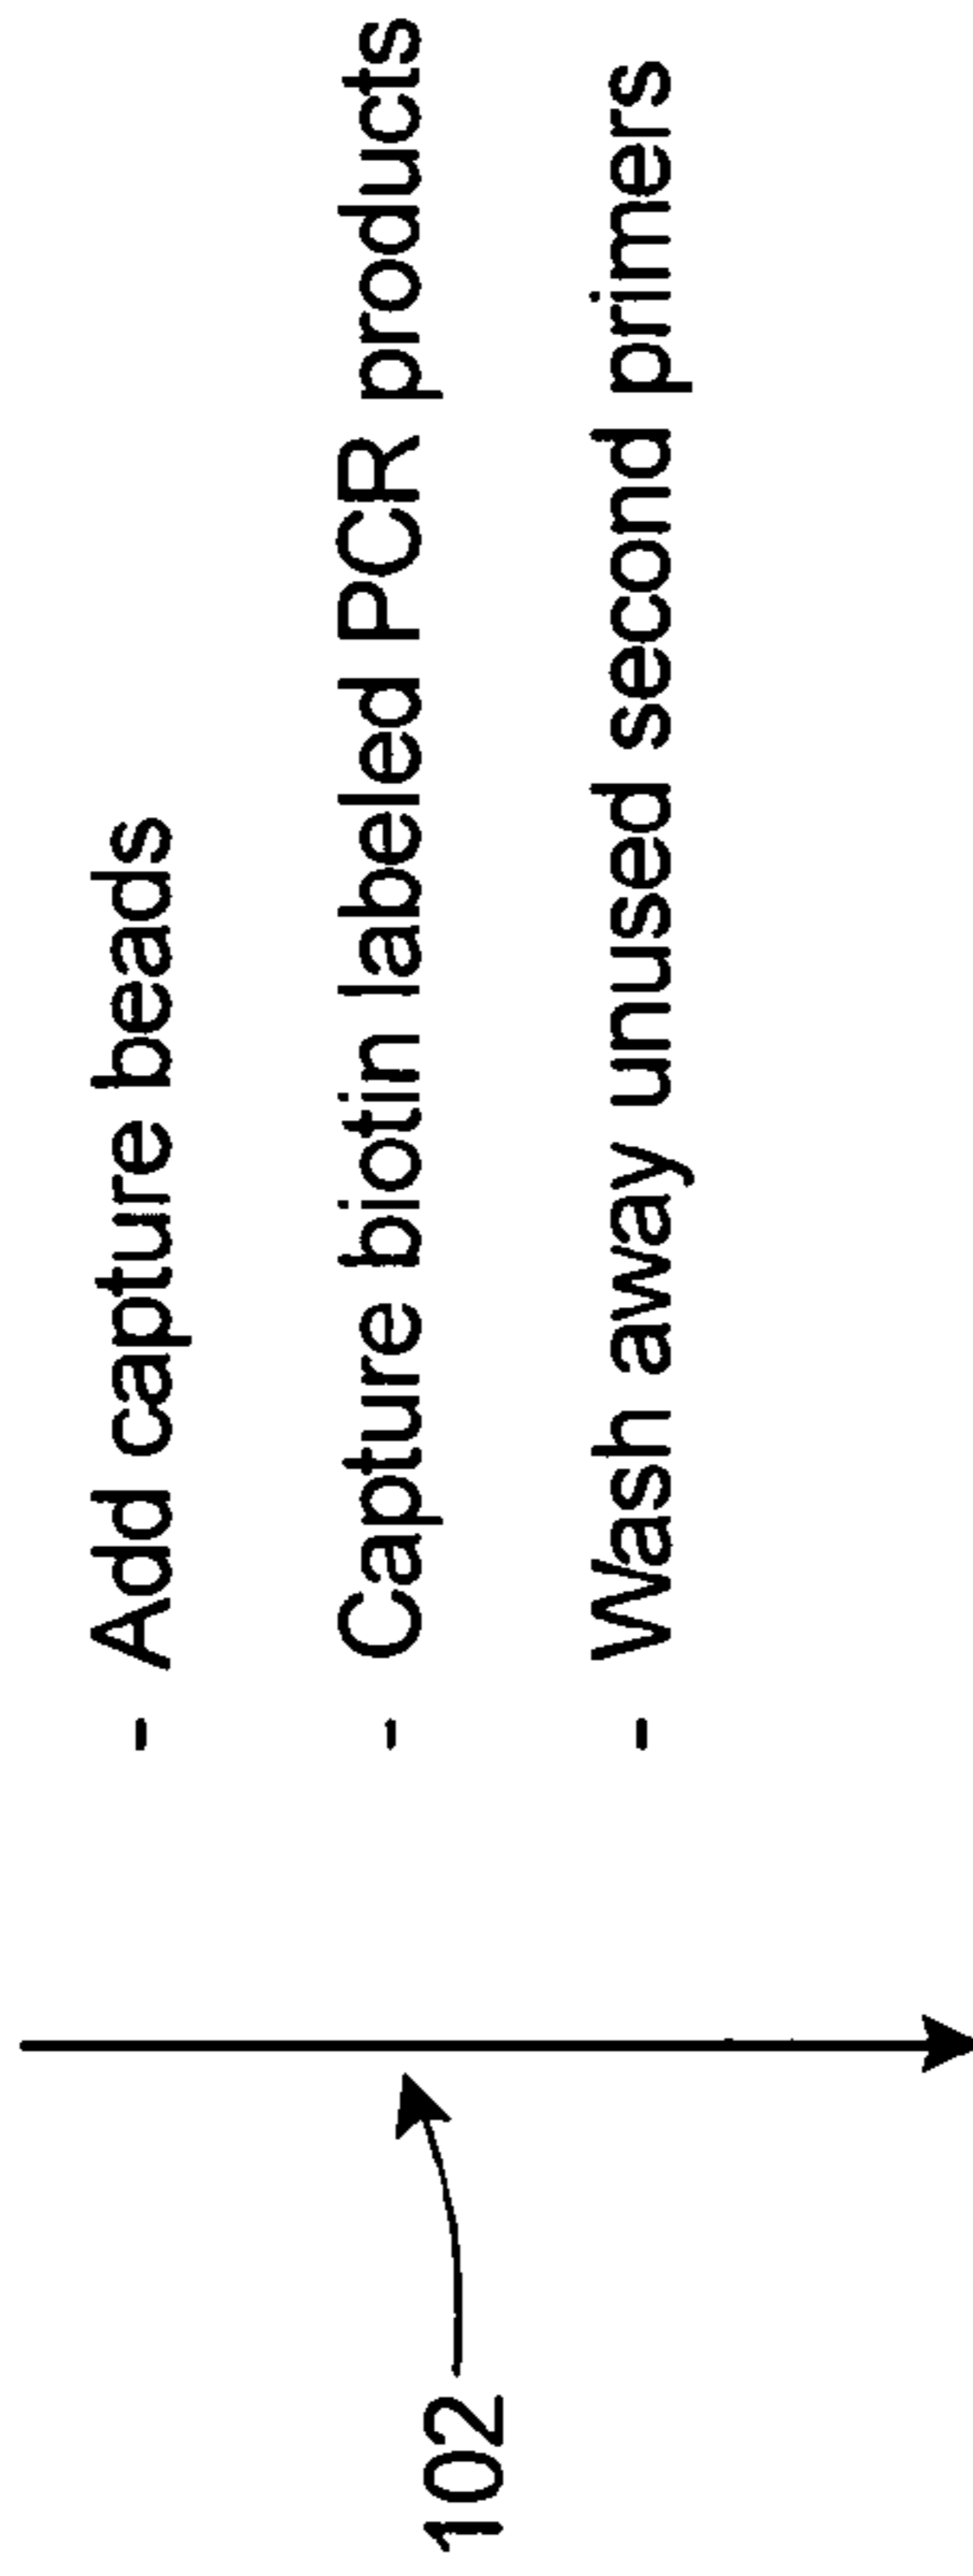 - Add capture beads
- Capture biotin labeled PCR products
- Wash away unused second primers
102